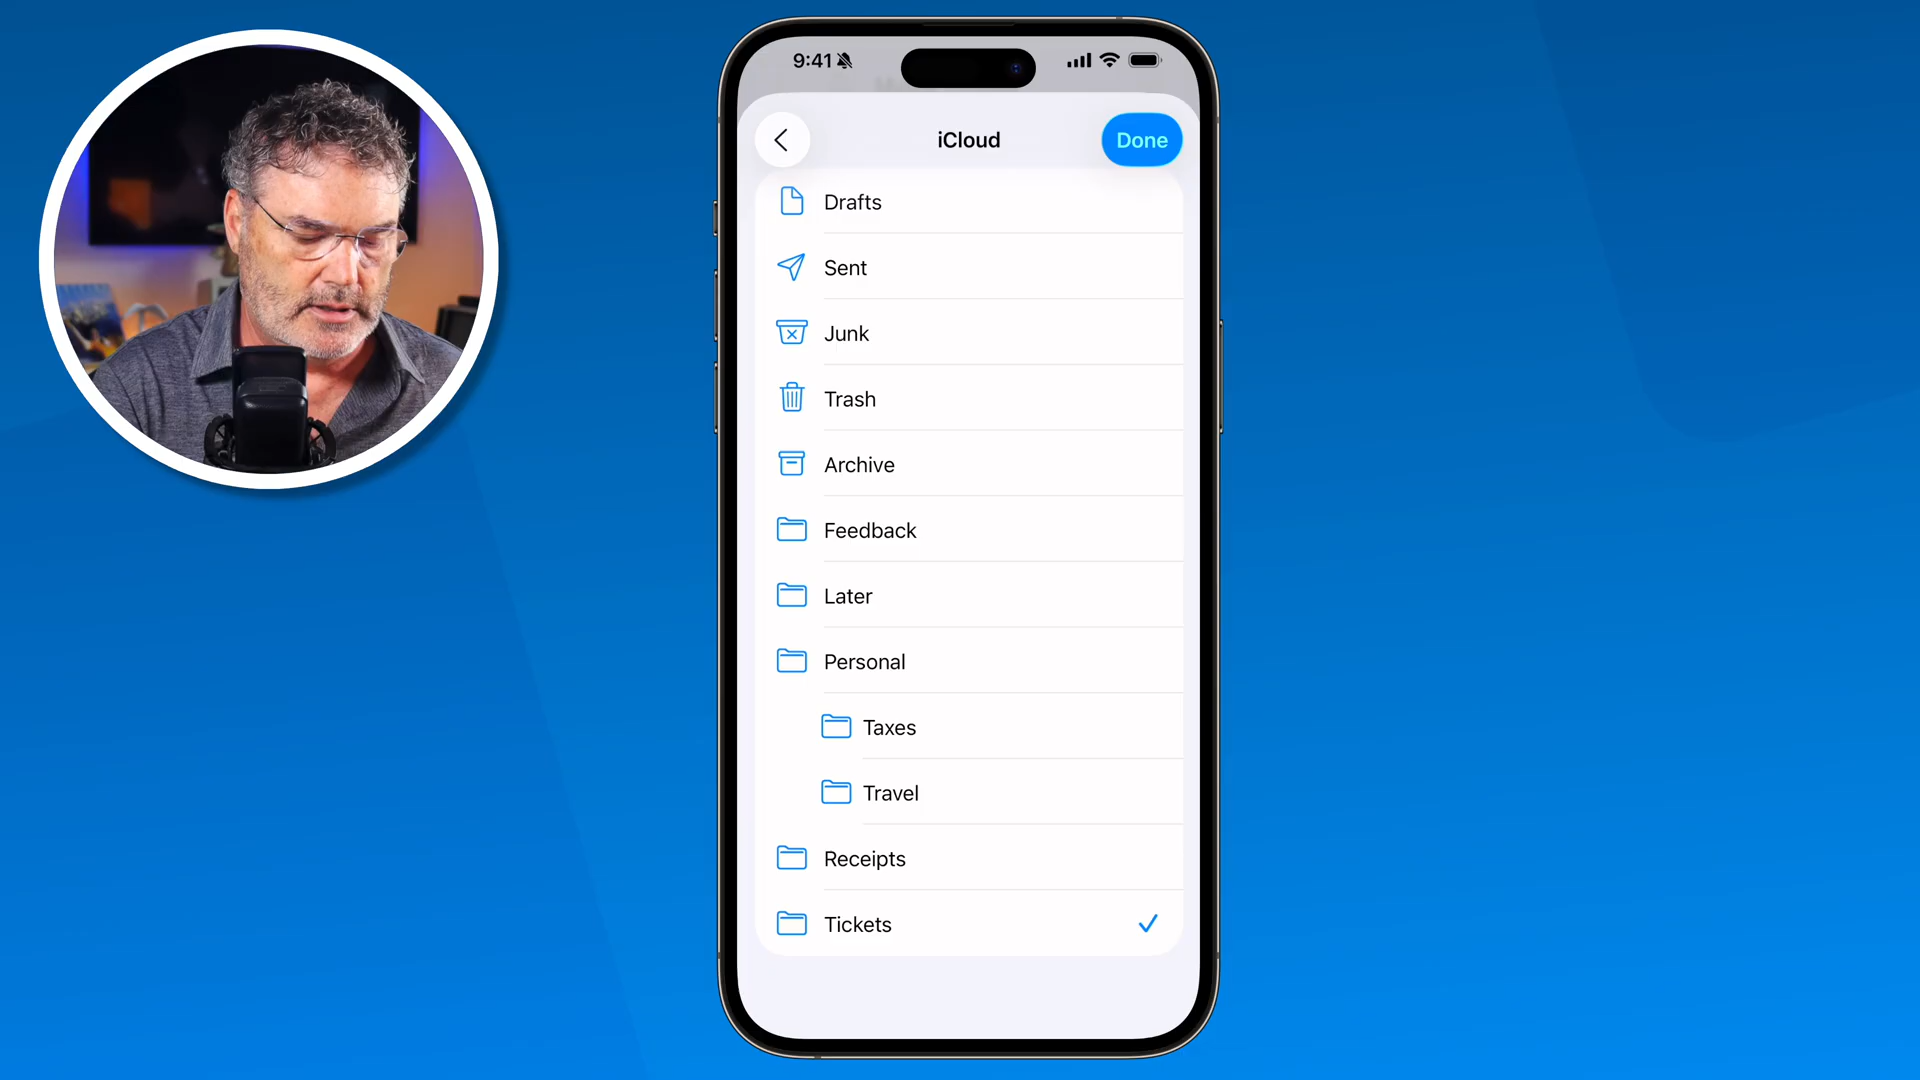 9:41
iCloud
Done
Drafts
Sent
Junk
Trash
Archive
Feedback
Later
Personal
Taxes
Travel
Receipts
Tickets